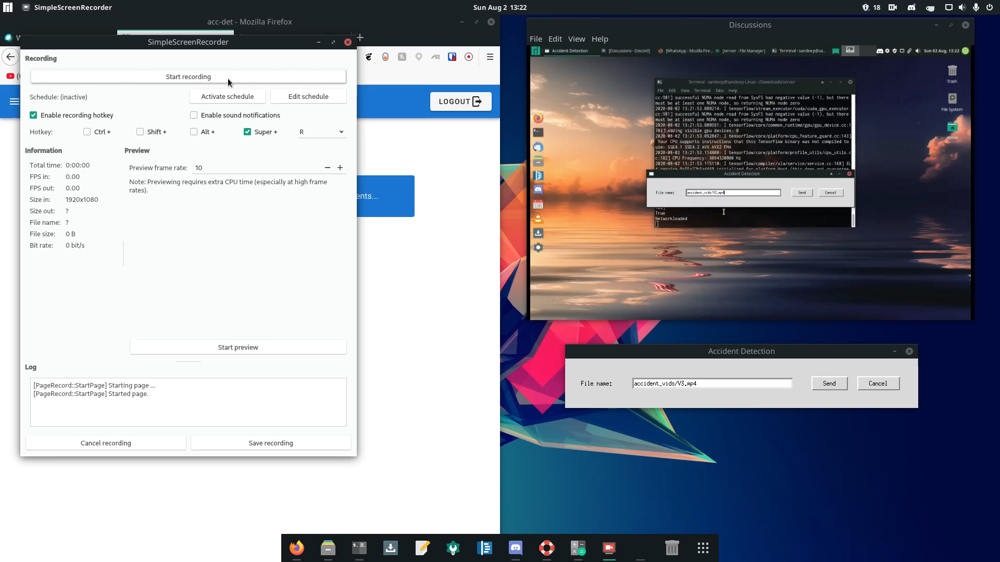 SimpleScreenRecorder
Sun Aug 2 13:22
18
acc-det - Mozilla Firefox
SimpleScreenRecorder
Recording
Start recording
Schedule: (inactive)
Activate schedule
Edit schedule
Enable recording hotkey
Enable sound notifications
Hotkey:
Ctrl +
Shift +
Alt +
Super +
R
Information
Total time: 0:00:00
FPS in: 0.00
FPS out: 0.00
Size in: 1920x1080
Size out: ?
File name: ?
File size: 0 B
Bit rate: 0 bit/s
Preview
Preview frame rate: 10
Note: Previewing requires extra CPU time (especially at high frame
rates).
Start preview
Log
[PageRecord::StartPage] Starting page ...
[PageRecord::StartPage] Started page.
Cancel recording
Save recording
LOGOUT
ents...
Discussions
File Edit View Help
Accident Detection
[Discussions - Discord]
[WhatsApp - Mozilla Fire...
[server - File Manager]
Terminal - sandeep@sa...
Sun 02 Aug, 13:22
Trash
File System
Home
Terminal - sandeep@sandeep-Linux:~/Downloads/server
File Edit View Terminal Tabs Help
cc:981] successful NUMA node read from SysFS had negative value (-1), but there
must be at least one NUMA node, so returning NUMA node zero
2020-08-02 13:21:53.080214: I tensorflow/stream_executor/cuda/cuda_gpu_executor.
cc:981] successful NUMA node read from SysFS had negative value (-1), but there
must be at least one NUMA node, so returning NUMA node zero
2020-08-02 13:21:53.080591: I tensorflow/core/common_runtime/gpu/gpu_device.cc:1
703] Adding visible gpu devices: 0
2020-08-02 13:21:53.092847: I tensorflow/core/platform/cpu_feature_guard.cc:143]
Your CPU supports instructions that this TensorFlow binary was not compiled to
use: SSE4.1 SSE4.2 AVX AVX2 FMA
2020-08-02 13:21:53.114808: I tensorflow/core/platform/profile_utils/cpu_utils.c
c:102] CPU Frequency: 3094320000 Hz
2020-08-02 13:21:53.115110: I tensorflow/compiler/xla/service/service.cc:168] XL
Accident Detection
File name:
accident_vids/V2.mp4
Send
Cancel
True
Networkloaded
Accident Detection
File name:
accident_vids/V3.mp4
Send
Cancel